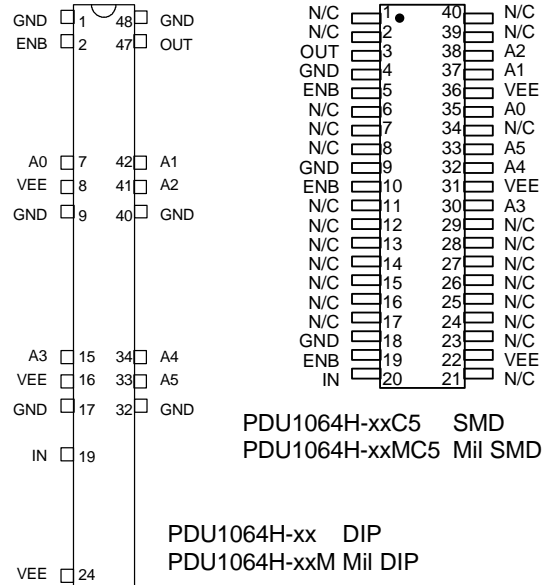 GND 1 48 GND
ENB 2 47 OUT
A0 7 42 A1
VEE 8 41 A2
GND 9 40 GND
A3 15 34 A4
VEE 16 33 A5
GND 17 32 GND
IN 19
VEE 24
N/C 1 40 N/C
N/C 2 39 N/C
OUT 3 38 A2
GND 4 37 A1
ENB 5 36 VEE
N/C 6 35 A0
N/C 7 34 N/C
N/C 8 33 A5
GND 9 32 A4
ENB 10 31 VEE
N/C 11 30 A3
N/C 12 29 N/C
N/C 13 28 N/C
N/C 14 27 N/C
N/C 15 26 N/C
N/C 16 25 N/C
N/C 17 24 N/C
GND 18 23 N/C
ENB 19 22 VEE
IN 20 21 N/C
PDU1064H-xxC5 SMD
PDU1064H-xxMC5 Mil SMD
PDU1064H-xx DIP
PDU1064H-xxM Mil DIP